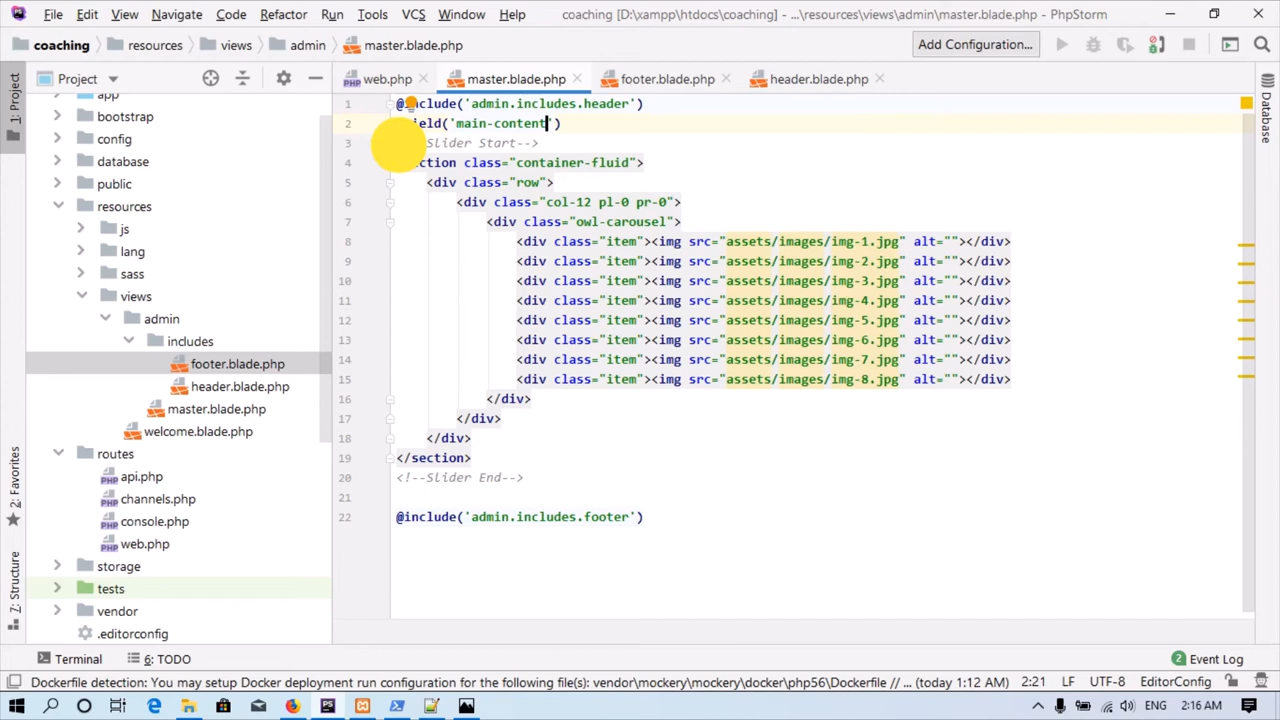 File Edit View Navigate Code Refactor Run Tools VCS Window Help coaching [D:\xampp\htdocs\coaching] - ...\resources\views\admin\master.blade.php - PhpStorm
coaching resources views admin master.blade.php Add Configuration...
1: Project
Project
web.php master.blade.php footer.blade.php header.blade.php
Database
app
bootstrap
config
database
public
resources
js
lang
sass
views
admin
includes
footer.blade.php
header.blade.php
master.blade.php
welcome.blade.php
routes
api.php
channels.php
console.php
web.php
storage
tests
vendor
.editorconfig
2: Favorites
7: Structure
1 @include('admin.includes.header')
2 ield('main-content')
3 Slider Start-->
4 ction class="container-fluid">
5 <div class="row">
6 <div class="col-12 pl-0 pr-0">
7 <div class="owl-carousel">
8 <div class="item"><img src="assets/images/img-1.jpg" alt=""></div>
9 <div class="item"><img src="assets/images/img-2.jpg" alt=""></div>
10 <div class="item"><img src="assets/images/img-3.jpg" alt=""></div>
11 <div class="item"><img src="assets/images/img-4.jpg" alt=""></div>
12 <div class="item"><img src="assets/images/img-5.jpg" alt=""></div>
13 <div class="item"><img src="assets/images/img-6.jpg" alt=""></div>
14 <div class="item"><img src="assets/images/img-7.jpg" alt=""></div>
15 <div class="item"><img src="assets/images/img-8.jpg" alt=""></div>
16 </div>
17 </div>
18 </div>
19 </section>
20 <!--Slider End-->
21
22 @include('admin.includes.footer')
Terminal 6: TODO 2 Event Log
Dockerfile detection: You may setup Docker deployment run configuration for the following file(s): vendor/mockery/mockery/docker/php56/Dockerfile // ... (today 1:12 AM) 2:21 LF UTF-8 EditorConfig
ENG 2:16 AM